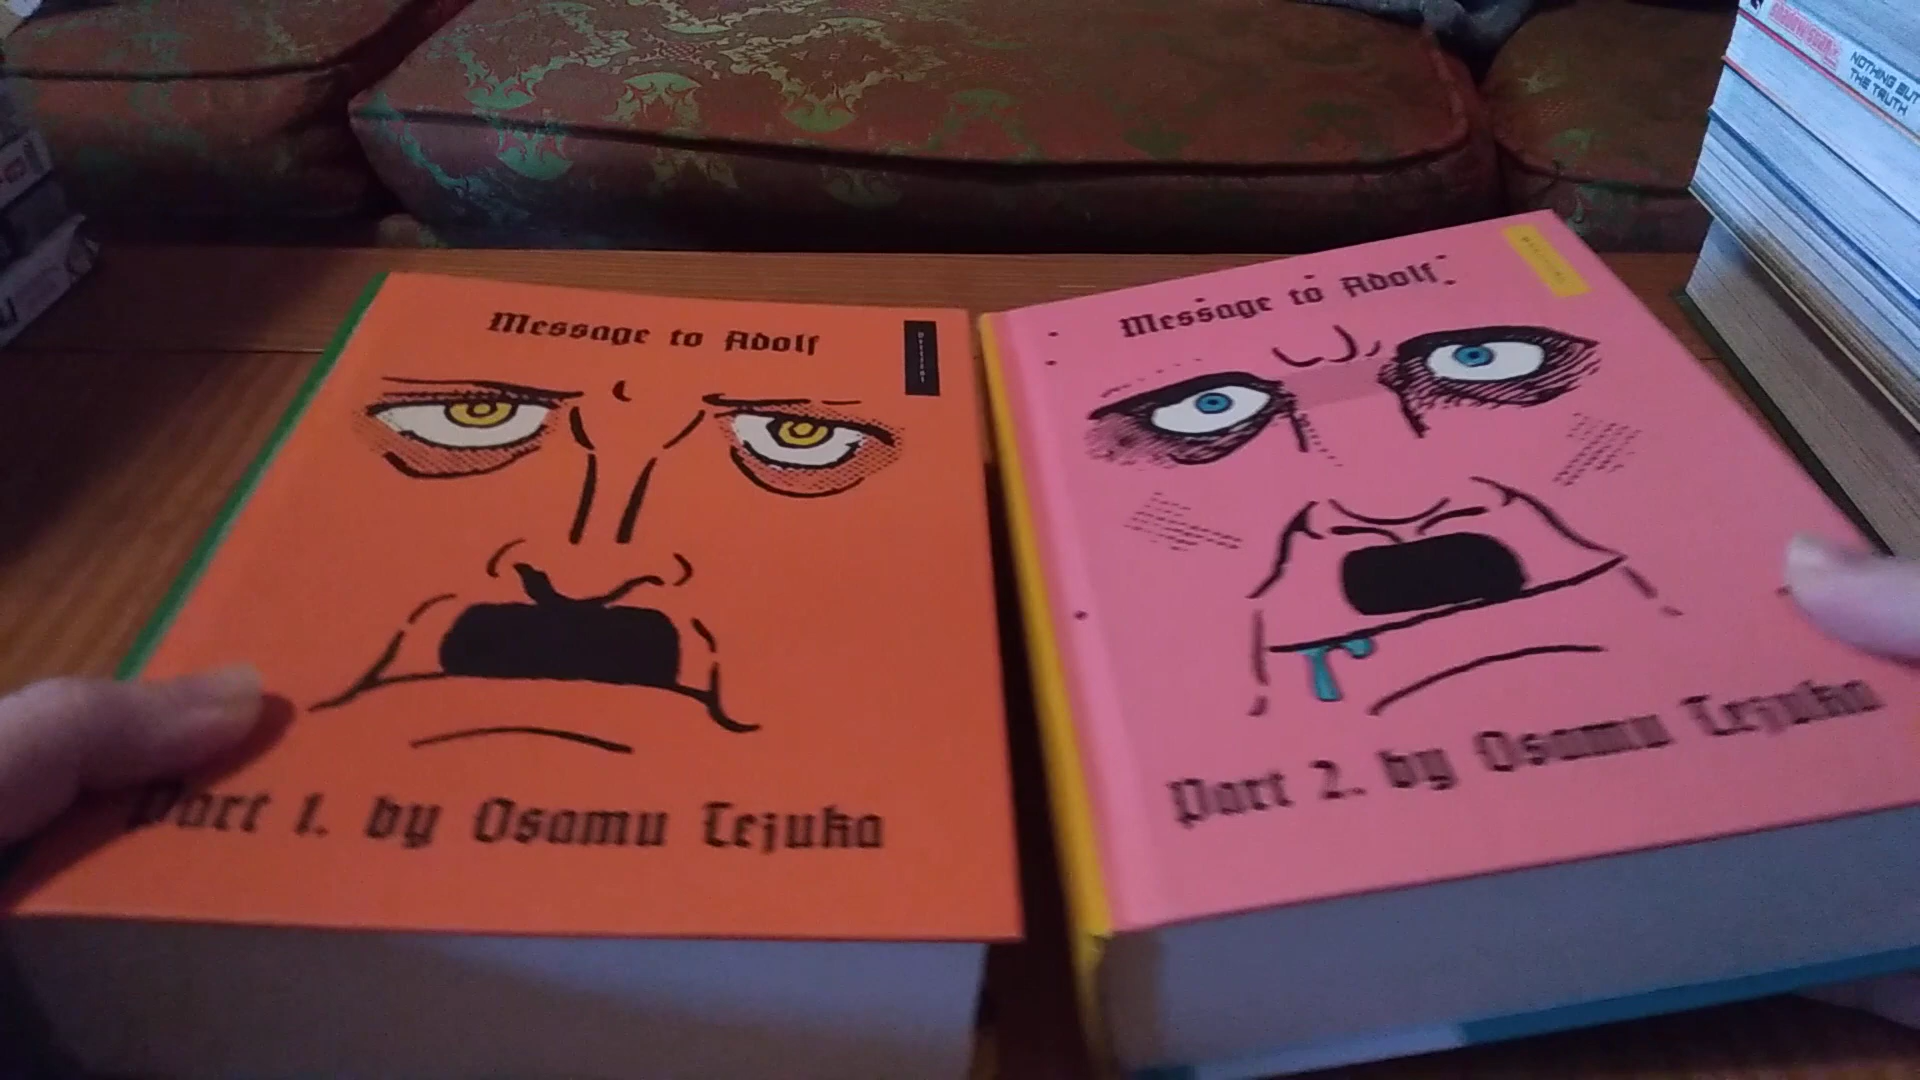 Message to Adolf
Part 1. by Osamu Tezuka
Message to Adolf
Part 2. by Osamu Tezuka
NOTHING BUT
THE TRUTH